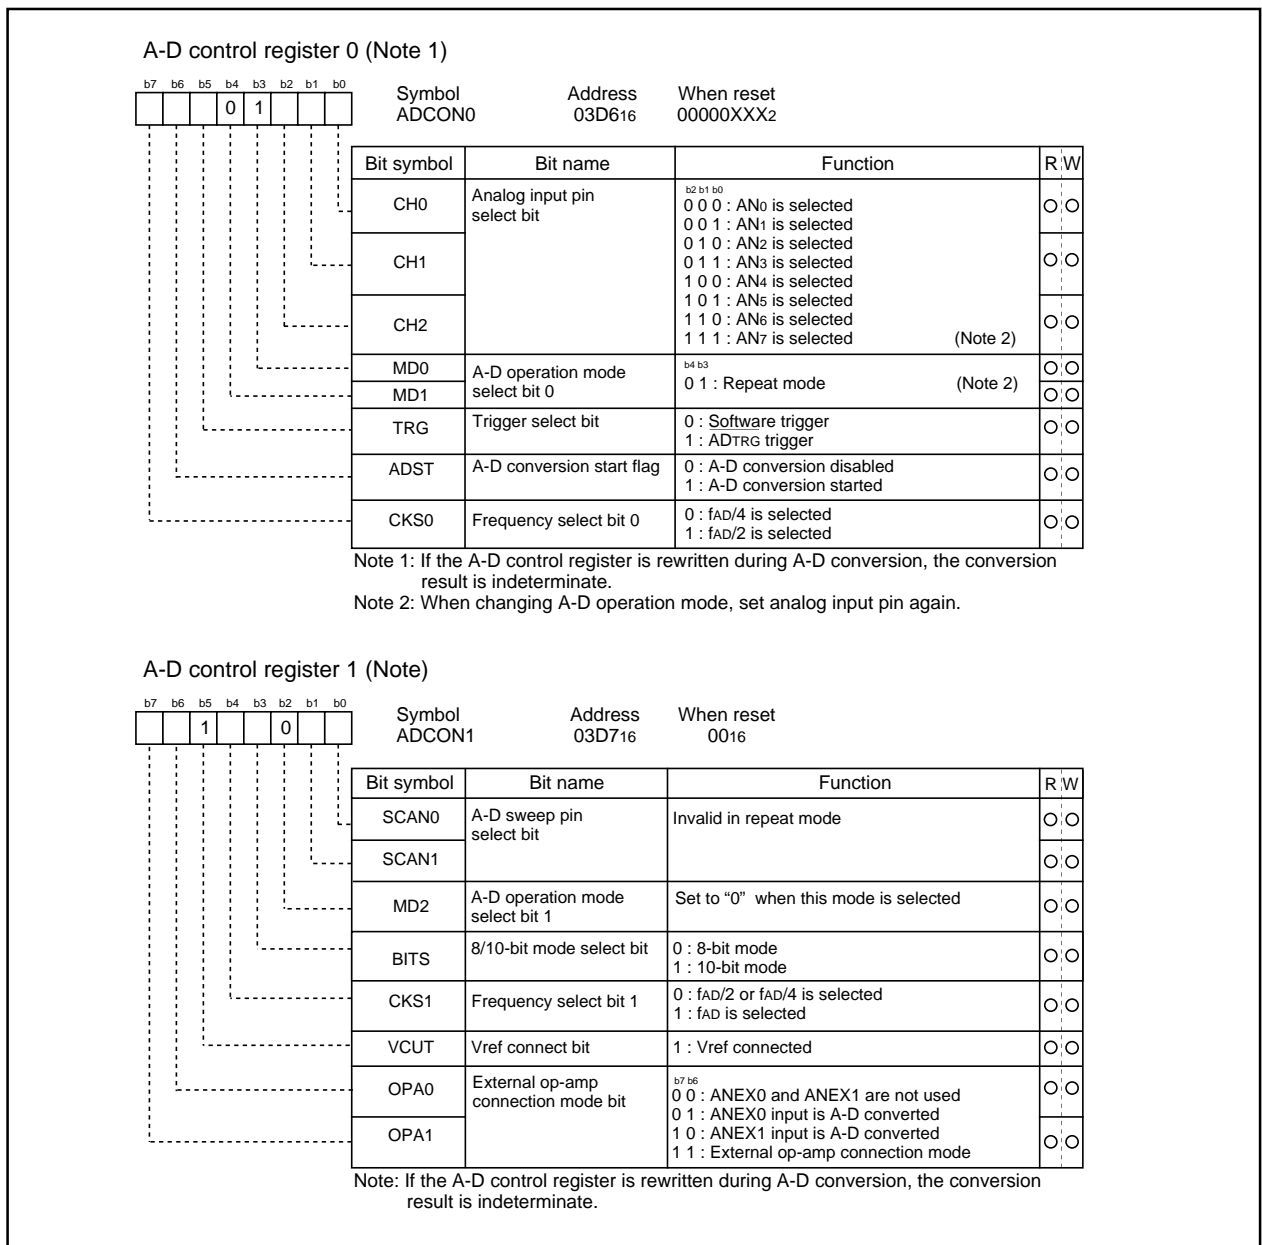 A-D control register 0 (Note 1)
b7 b6 b5 b4 b3 b2 b1 b0
0 1
Symbol Address When reset
ADCON0 03D616 00000XXX2
Bit symbol Bit name Function R W
CH0 Analog input pin select bit
b2 b1 b0
0 0 0 : AN0 is selected
0 0 1 : AN1 is selected
0 1 0 : AN2 is selected
CH1
0 1 1 : AN3 is selected
1 0 0 : AN4 is selected
1 0 1 : AN5 is selected
CH2
1 1 0 : AN6 is selected
1 1 1 : AN7 is selected (Note 2)
MD0 A-D operation mode
b4 b3
MD1 select bit 0
0 1 : Repeat mode (Note 2)
TRG Trigger select bit
0 : Software trigger
1 : ADTRG trigger
ADST A-D conversion start flag
0 : A-D conversion disabled
1 : A-D conversion started
CKS0 Frequency select bit 0
0 : fAD/4 is selected
1 : fAD/2 is selected
Note 1: If the A-D control register is rewritten during A-D conversion, the conversion
result is indeterminate.
Note 2: When changing A-D operation mode, set analog input pin again.
A-D control register 1 (Note)
b7 b6 b5 b4 b3 b2 b1 b0
1 0
Symbol Address When reset
ADCON1 03D716 0016
Bit symbol Bit name Function R W
SCAN0 A-D sweep pin Invalid in repeat mode
select bit
SCAN1
MD2 A-D operation mode Set to “0” when this mode is selected
select bit 1
BITS 8/10-bit mode select bit
0 : 8-bit mode
1 : 10-bit mode
CKS1 Frequency select bit 1
0 : fAD/2 or fAD/4 is selected
1 : fAD is selected
VCUT Vref connect bit 1 : Vref connected
OPA0 External op-amp
connection mode bit
b7 b6
0 0 : ANEX0 and ANEX1 are not used
0 1 : ANEX0 input is A-D converted
OPA1
1 0 : ANEX1 input is A-D converted
1 1 : External op-amp connection mode
Note: If the A-D control register is rewritten during A-D conversion, the conversion
result is indeterminate.